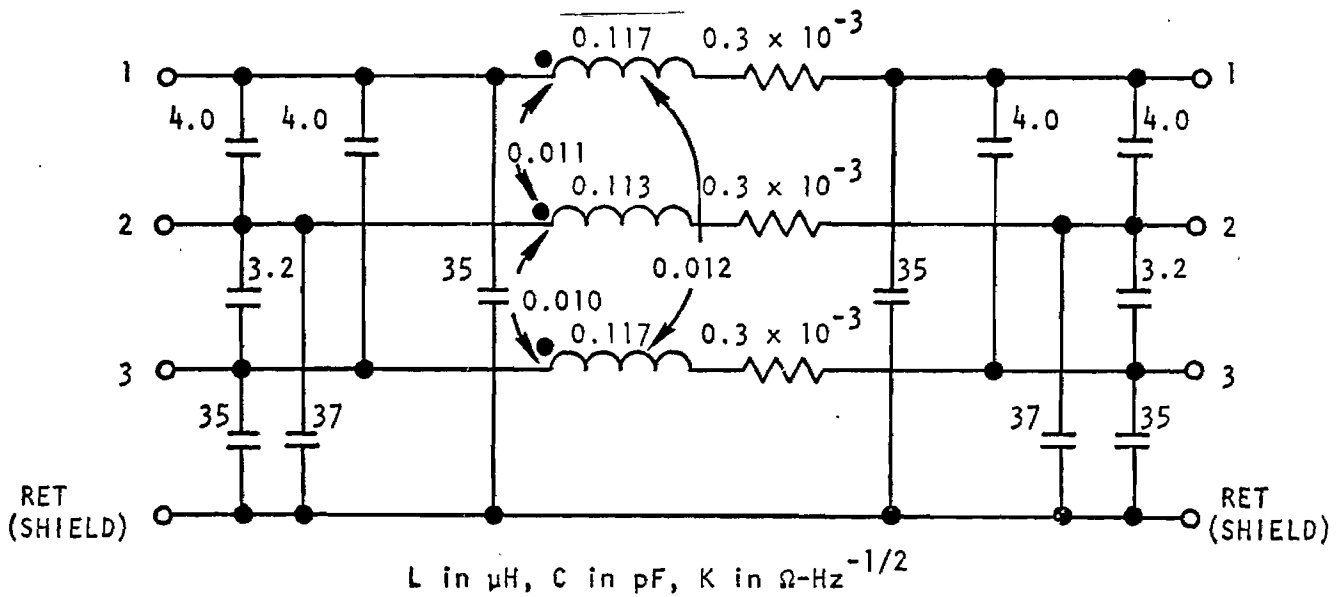 0.117 0.3 × 10⁻³
1 1
4.0 4.0 4.0 4.0
0.011
0.113 0.3 × 10⁻³
2 2
3.2 35 0.012 35 3.2
0.010
0.117 0.3 × 10⁻³
3 3
35 37 37 35
RET
(SHIELD)
RET
(SHIELD)
L in μH, C in pF, K in Ω-Hz⁻¹/²